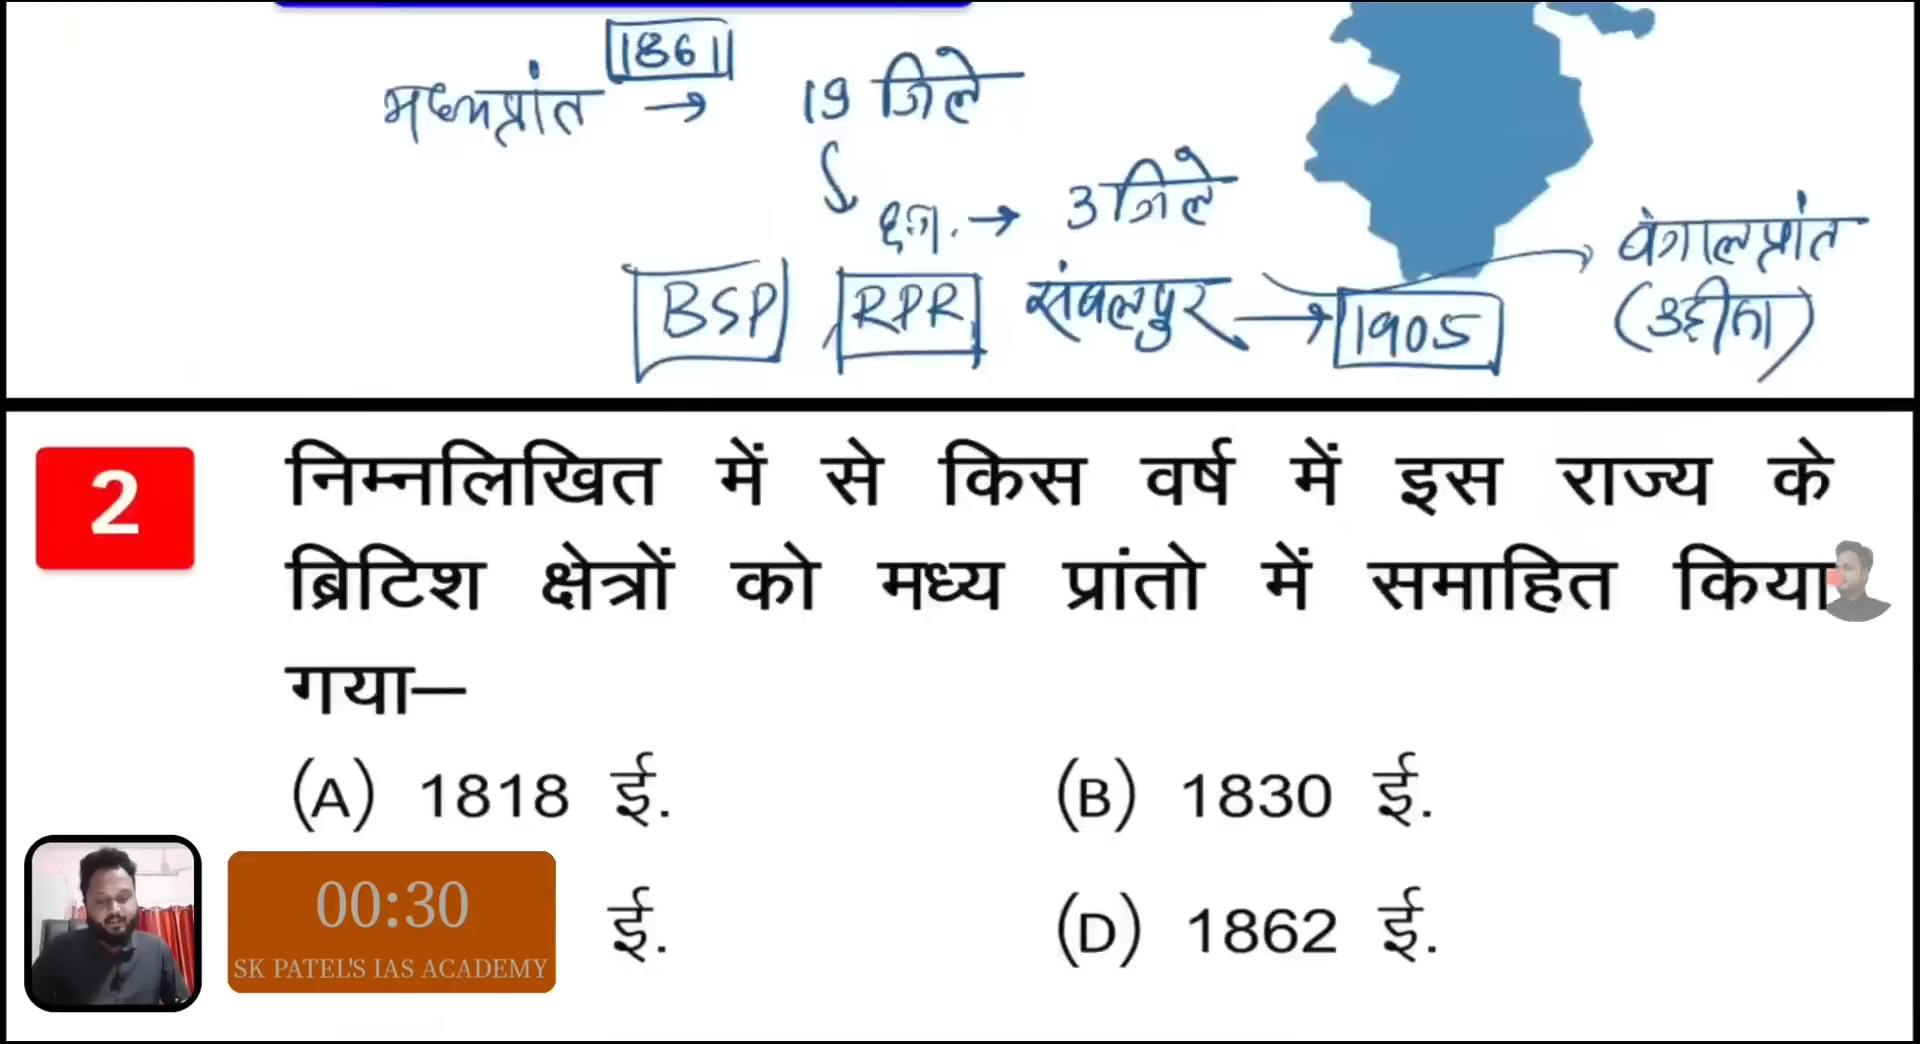 1861
मध्यप्रांत → 19 जिले
छ.ग. → 3 जिले
BSP, RPR संबलपुर → 1905
बंगालप्रांत
(उड़ीसा)
2
निम्नलिखित में से किस वर्ष में इस राज्य के
ब्रिटिश क्षेत्रों को मध्य प्रांतो में समाहित किया
गया–
(A) 1818 ई. (B) 1830 ई.
ई. (D) 1862 ई.
00:30
SK PATEL'S IAS ACADEMY